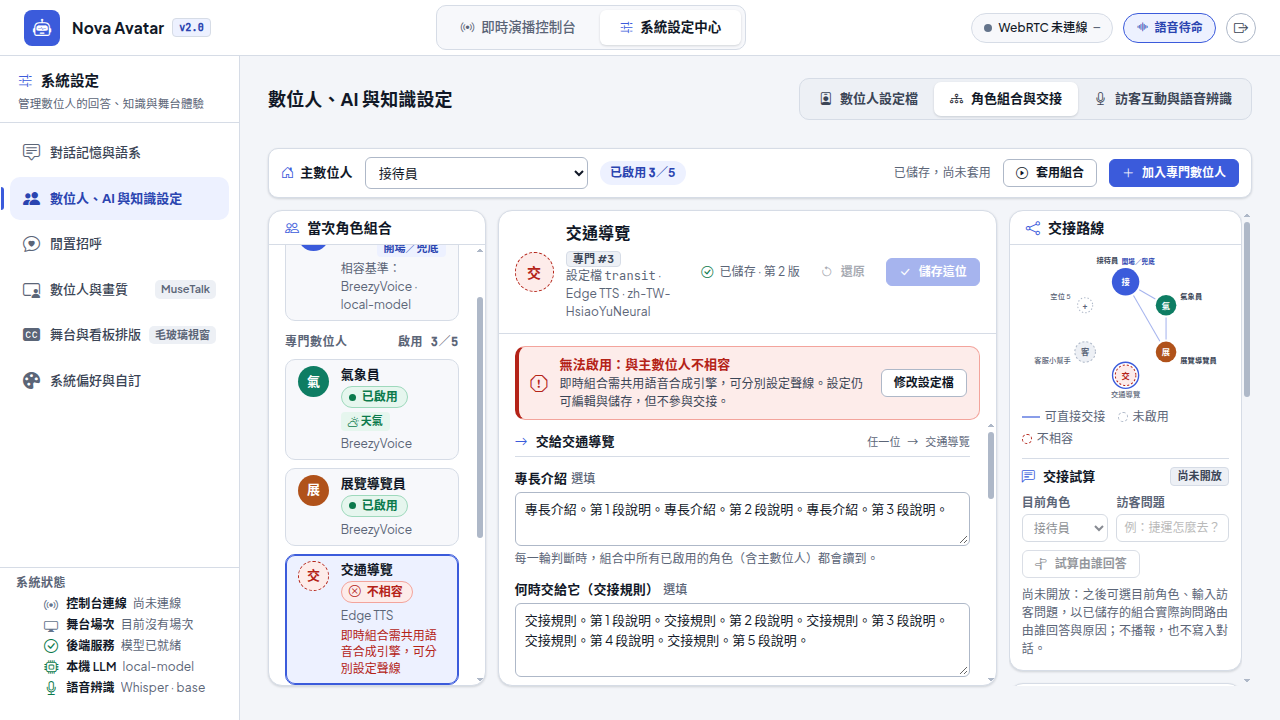 Nova Avatar v2.0
即時演播控制台
系統設定中心
WebRTC 未連線 –
語音待命
系統設定
管理數位人的回答、知識與舞台體驗
對話記憶與語系
數位人、AI 與知識設定
閒置招呼
數位人與畫質 MuseTalk
舞台與看板排版 毛玻璃視窗
系統偏好與自訂
系統狀態
控制台連線 尚未連線
舞台場次 目前沒有場次
後端服務 模型已就緒
本機 LLM local-model
語音辨識 Whisper · base
數位人、AI 與知識設定
數位人設定檔
角色組合與交接
訪客互動與語音辨識
主數位人 接待員 已啟用 3／5
已儲存，尚未套用
套用組合
加入專門數位人
當次角色組合
開場／兜底
相容基準：
BreezyVoice ·
local-model
專門數位人 啟用 3／5
氣
氣象員
已啟用
天氣
BreezyVoice
展
展覽導覽員
已啟用
BreezyVoice
交
交通導覽
不相容
Edge TTS
即時組合需共用語
音合成引擎，可分
別設定聲線
交
交通導覽
專門 #3
設定檔 transit ·
Edge TTS · zh-TW-
HsiaoYuNeural
已儲存 · 第 2 版
還原
儲存這位
無法啟用：與主數位人不相容
即時組合需共用語音合成引擎，可分別設定聲線。設定仍
可編輯與儲存，但不參與交接。
修改設定檔
交給交通導覽
任一位 → 交通導覽
專長介紹 選填
專長介紹。第 1 段說明。專長介紹。第 2 段說明。專長介紹。第 3 段說明。
每一輪判斷時，組合中所有已啟用的角色（含主數位人）都會讀到。
何時交給它（交接規則） 選填
交接規則。第 1 段說明。交接規則。第 2 段說明。交接規則。第 3 段說明。
交接規則。第 4 段說明。交接規則。第 5 段說明。
交接路線
接待員 開場／兜底
接
空位 5
+
氣
氣象員
客服小幫手
客
展
展覽導覽員
交
交通導覽
可直接交接
未啟用
不相容
交接試算 尚未開放
目前角色 訪客問題
接待員 例：捷運怎麼去？
試算由誰回答
尚未開放：之後可選目前角色、輸入訪
客問題，以已儲存的組合實際詢問路由
由誰回答與原因；不播報，也不寫入對
話。